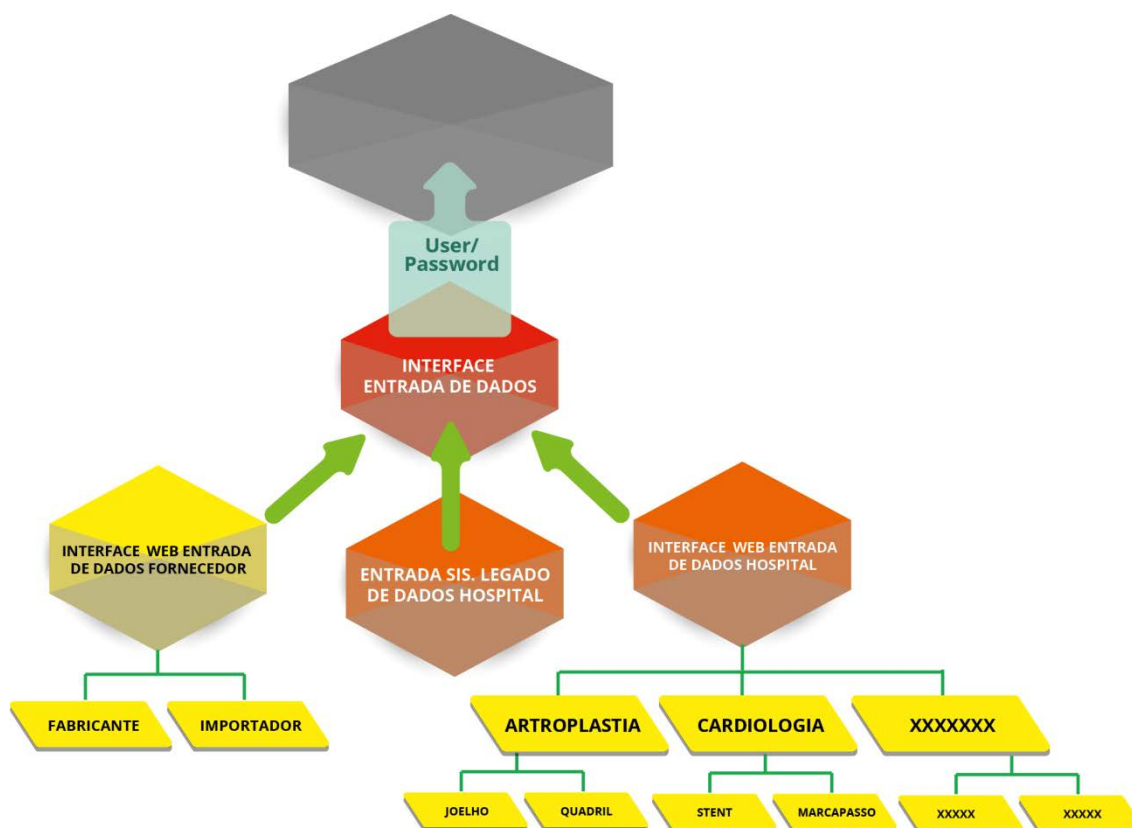 User/
Password
INTERFACE
ENTRADA DE DADOS
INTERFACE WEB ENTRADA
DE DADOS FORNECEDOR
ENTRADA SIS. LEGADO
DE DADOS HOSPITAL
INTERFACE WEB ENTRADA
DE DADOS HOSPITAL
FABRICANTE
IMPORTADOR
ARTROPLASTIA
CARDIOLOGIA
XXXXXXX
JOELHO
QUADRIL
STENT
MARCAPASSO
XXXXX
XXXXX